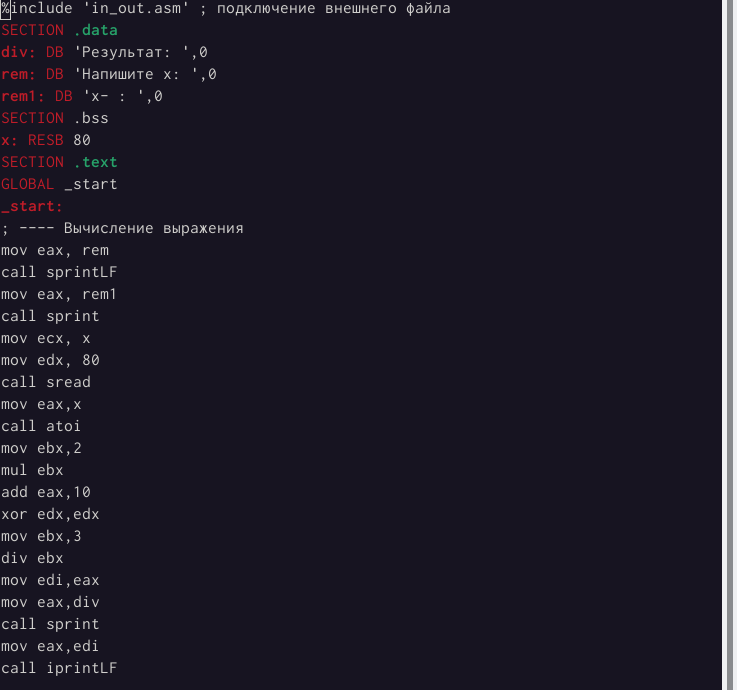 %include 'in_out.asm' ; подключение внешнего файла
SECTION .data
div: DB 'Результат: ',0
rem: DB 'Напишите x: ',0
rem1: DB 'x- : ',0
SECTION .bss
x: RESB 80
SECTION .text
GLOBAL _start
_start:
; ---- Вычисление выражения
mov eax, rem
call sprintLF
mov eax, rem1
call sprint
mov ecx, x
mov edx, 80
call sread
mov eax,x
call atoi
mov ebx,2
mul ebx
add eax,10
xor edx,edx
mov ebx,3
div ebx
mov edi,eax
mov eax,div
call sprint
mov eax,edi
call iprintLF